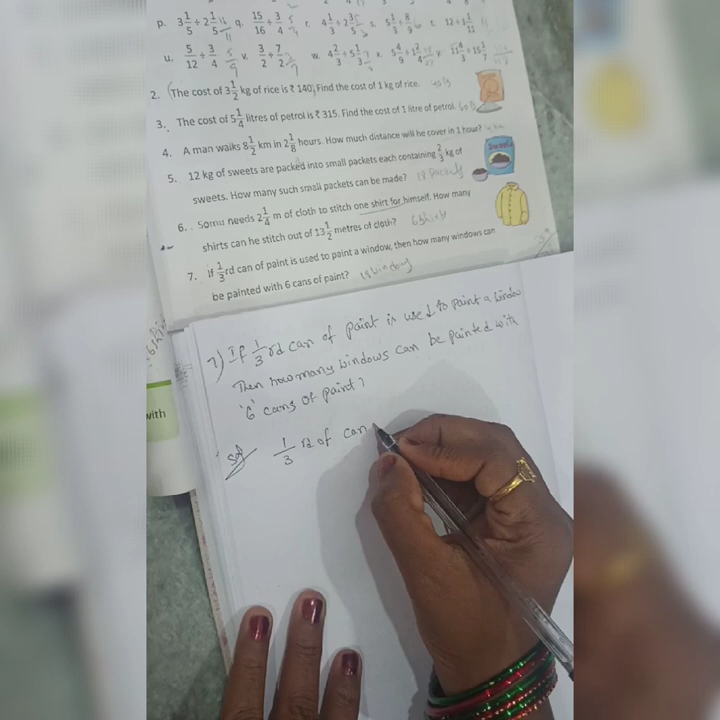 p. 3 1/5 ÷ 2 1/5 q. 15/16 ÷ 3/4 5/4 r. 4 1/3 ÷ 2 3/5 s. 5 1/3 ÷ 8/9 6 t. 12 ÷ 1 1/11 11
u. 5/12 ÷ 3/4 5/9 v. 3/2 ÷ 7/2 w. 4 2/3 ÷ 5 1/3 x. 5 4/9 ÷ 1 2/4 y. 11 4/3 ÷ 15 1/7
2. (The cost of 3 1/2 kg of rice is ₹ 140. Find the cost of 1 kg of rice.
3. The cost of 5 1/4 litres of petrol is ₹ 315. Find the cost of 1 litre of petrol.
4. A man walks 8 1/2 km in 2 1/8 hours. How much distance will he cover in 1 hour?
5. 12 kg of sweets are packed into small packets each containing 2/3 kg of
sweets. How many such small packets can be made? 18 Packets
Sweets
6. Somu needs 2 1/4 m of cloth to stitch one shirt for himself. How many
shirts can he stitch out of 13 1/2 metres of cloth? 6 Shirts
7. If 1/3rd can of paint is used to paint a window, then how many windows can
be painted with 6 cans of paint? 18 window
with
7) If 1/3 rd can of paint is used to paint a window
Then how many windows can be painted with
'6' cans of paint?
Sol 1/3 rd of can